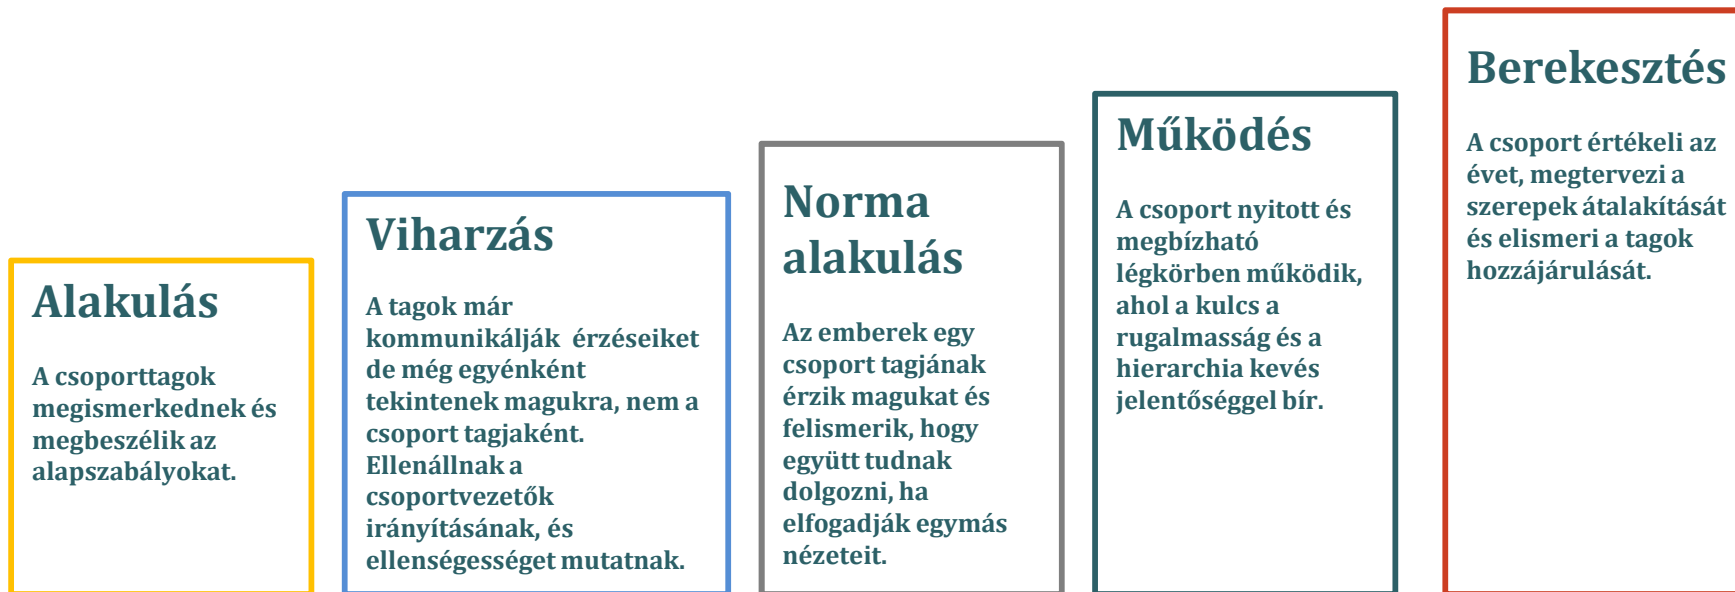 Alakulás
A csoporttagok
megismerkednek és
megbeszélik az
alapszabályokat.
Viharzás
A tagok már
kommunikálják érzéseiket
de még egyénként
tekintenek magukra, nem a
csoport tagjaként.
Ellenállnak a
csoportvezetők
irányításának, és
ellenségességet mutatnak.
Norma
alakulás
Az emberek egy
csoport tagjának
érzik magukat és
felismerik, hogy
együtt tudnak
dolgozni, ha
elfogadják egymás
nézeteit.
Működés
A csoport nyitott és
megbízható
légkörben működik,
ahol a kulcs a
rugalmasság és a
hierarchia kevés
jelentőséggel bír.
Berekesztés
A csoport értékeli az
évet, megtervezi a
szerepek átalakítását
és elismeri a tagok
hozzájárulását.